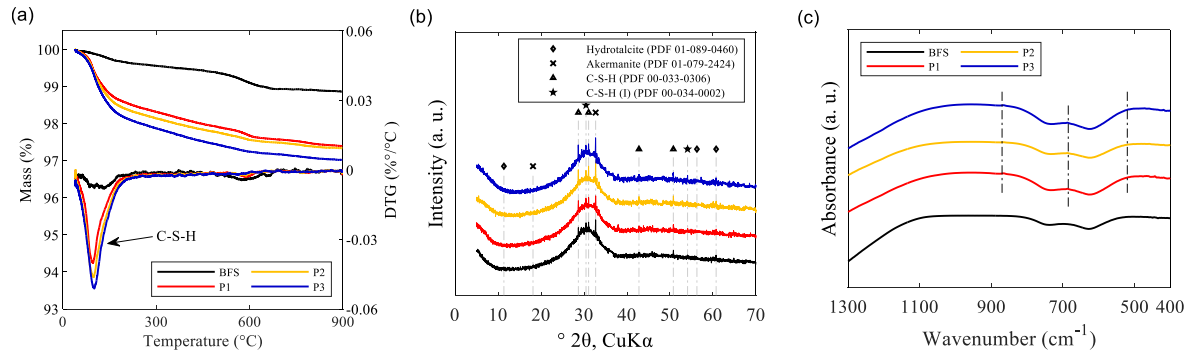 (a)
100
99
98
97
96
95
94
93
Mass (%)
0.06
0.03
0
-0.03
-0.06
DTG (%°/°C)
C-S-H
BFS
P1
P2
P3
0
300
600
900
Temperature (°C)
(b)
Hydrotalcite (PDF 01-089-0460)
Akermanite (PDF 01-079-2424)
C-S-H (PDF 00-033-0306)
C-S-H (I) (PDF 00-034-0002)
Intensity (a. u.)
0
10
20
30
40
50
60
70
° 2θ, CuKα
(c)
BFS
P1
P2
P3
Absorbance (a. u.)
1300
1100
900
700
500
400
Wavenumber (cm⁻¹)